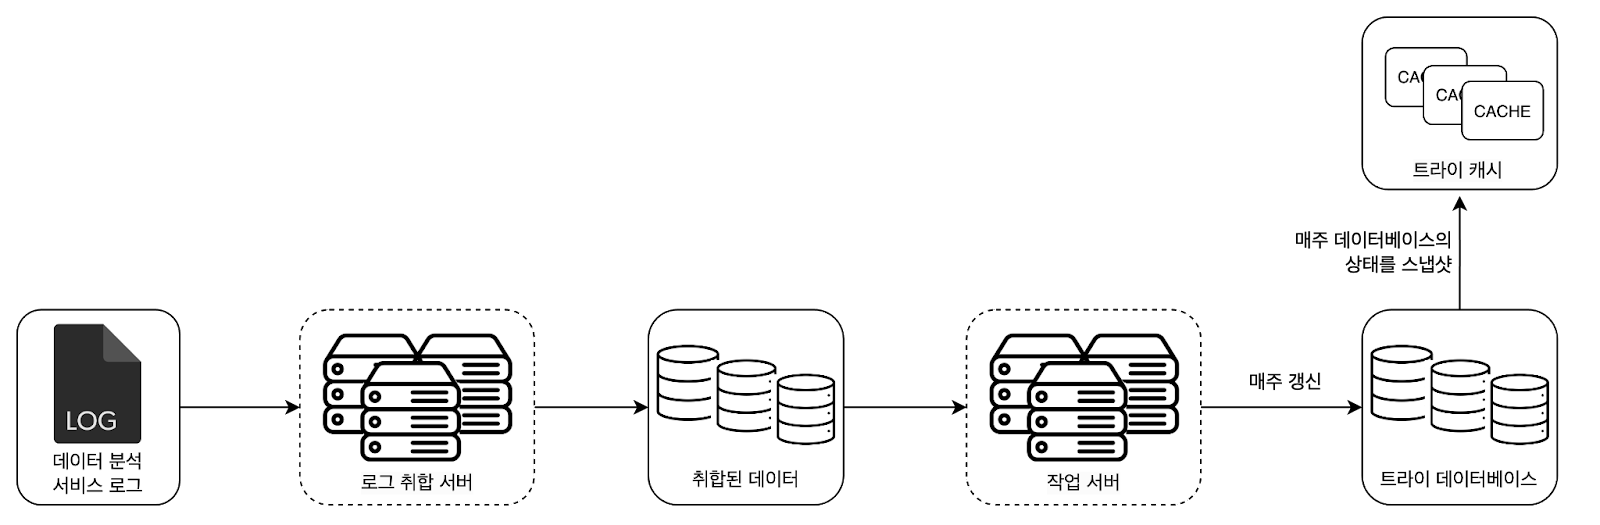 CAC
CAC
CACHE
트라이 캐시
매주 데이터베이스의
상태를 스냅샷
LOG
데이터 분석
서비스 로그
로그 취합 서버
취합된 데이터
작업 서버
매주 갱신
트라이 데이터베이스